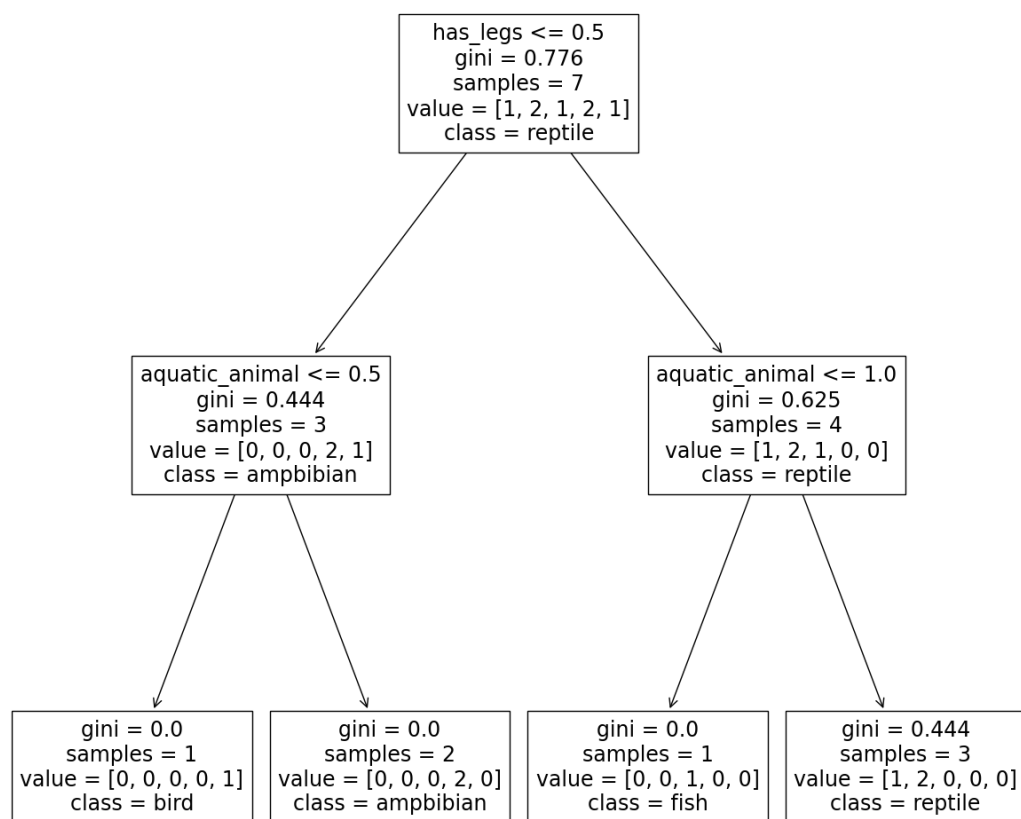 has_legs <= 0.5
gini = 0.776
samples = 7
value = [1, 2, 1, 2, 1]
class = reptile
aquatic_animal <= 0.5
gini = 0.444
samples = 3
value = [0, 0, 0, 2, 1]
class = ampbibian
aquatic_animal <= 1.0
gini = 0.625
samples = 4
value = [1, 2, 1, 0, 0]
class = reptile
gini = 0.0
samples = 1
value = [0, 0, 0, 0, 1]
class = bird
gini = 0.0
samples = 2
value = [0, 0, 0, 2, 0]
class = ampbibian
gini = 0.0
samples = 1
value = [0, 0, 1, 0, 0]
class = fish
gini = 0.444
samples = 3
value = [1, 2, 0, 0, 0]
class = reptile